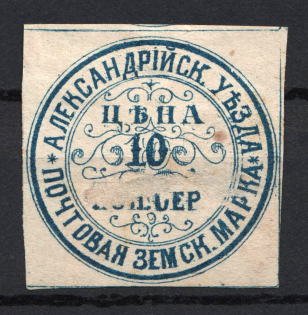 АЛЕКСАНДРІЙСК. УѢЗДА
ЦѢНА
10
КОП. СЕР
ПОЧТОВАЯ ЗЕМСК. МАРКА